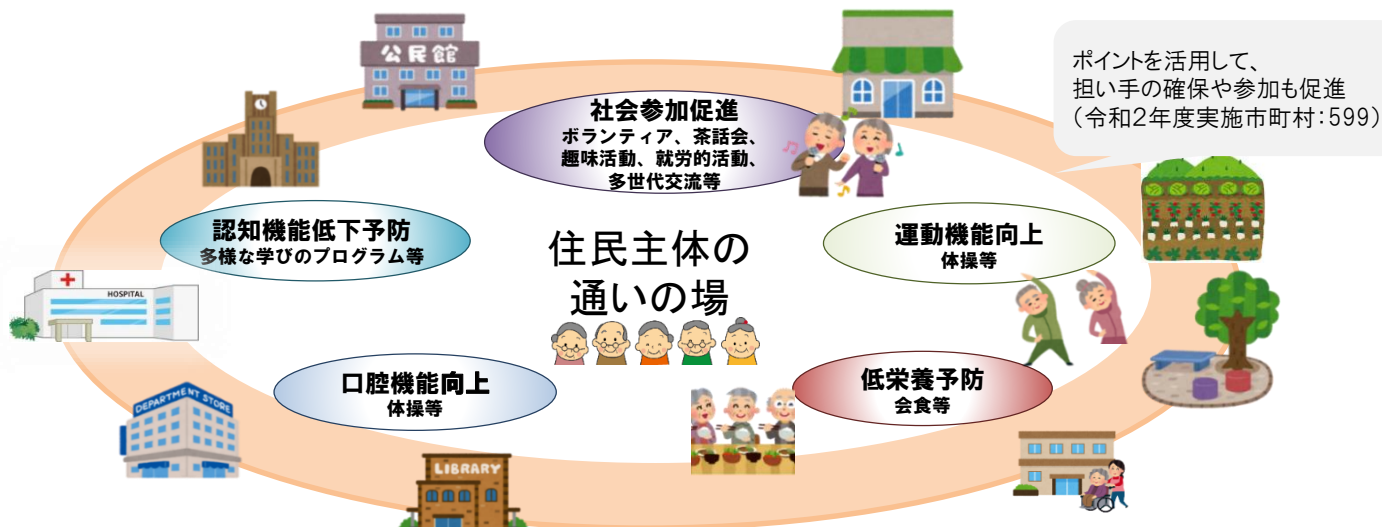 公民館
ポイントを活用して、
担い手の確保や参加も促進
（令和2年度実施市町村：599）
社会参加促進
ボランティア、茶話会、
趣味活動、就労的活動、
多世代交流等
認知機能低下予防
多様な学びのプログラム等
運動機能向上
体操等
住民主体の
通いの場
HOSPITAL
口腔機能向上
体操等
低栄養予防
会食等
DEPARTMENT STORE
LIBRARY